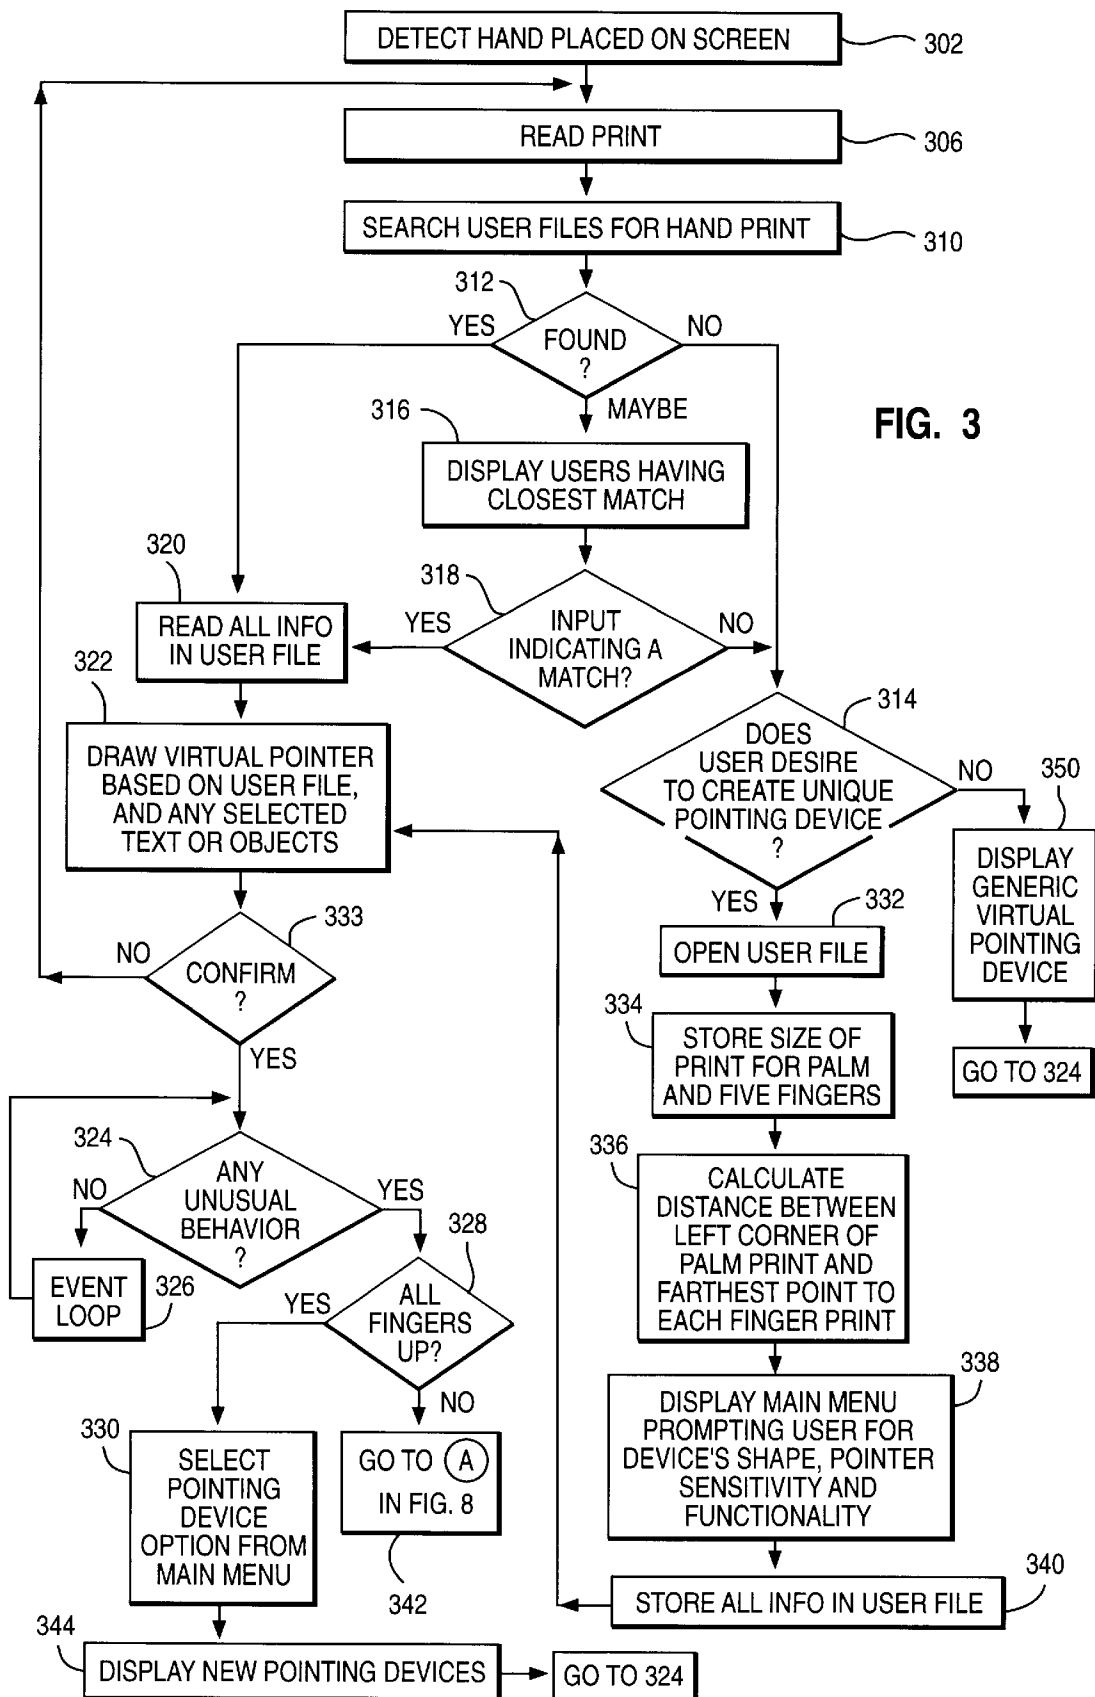 DETECT HAND PLACED ON SCREEN
302
READ PRINT
306
SEARCH USER FILES FOR HAND PRINT
310
312
YES
NO
FOUND
?
MAYBE
316
FIG. 3
DISPLAY USERS HAVING
CLOSEST MATCH
320
318
YES
INPUT
INDICATING A
MATCH?
NO
READ ALL INFO
IN USER FILE
322
314
DRAW VIRTUAL POINTER
BASED ON USER FILE,
AND ANY SELECTED
TEXT OR OBJECTS
DOES
USER DESIRE
TO CREATE UNIQUE
POINTING DEVICE
?
NO
350
DISPLAY
GENERIC
VIRTUAL
POINTING
DEVICE
YES
332
333
NO
CONFIRM
?
OPEN USER FILE
334
STORE SIZE OF
PRINT FOR PALM
AND FIVE FINGERS
GO TO 324
YES
324
NO
ANY
UNUSUAL
BEHAVIOR
?
YES
336
CALCULATE
DISTANCE BETWEEN
LEFT CORNER OF
PALM PRINT AND
FARTHEST POINT TO
EACH FINGER PRINT
328
EVENT
LOOP
326
YES
ALL
FINGERS
UP?
NO
338
DISPLAY MAIN MENU
PROMPTING USER FOR
DEVICE'S SHAPE, POINTER
SENSITIVITY AND
FUNCTIONALITY
330
SELECT
POINTING
DEVICE
OPTION FROM
MAIN MENU
GO TO A
IN FIG. 8
342
340
STORE ALL INFO IN USER FILE
344
DISPLAY NEW POINTING DEVICES
GO TO 324